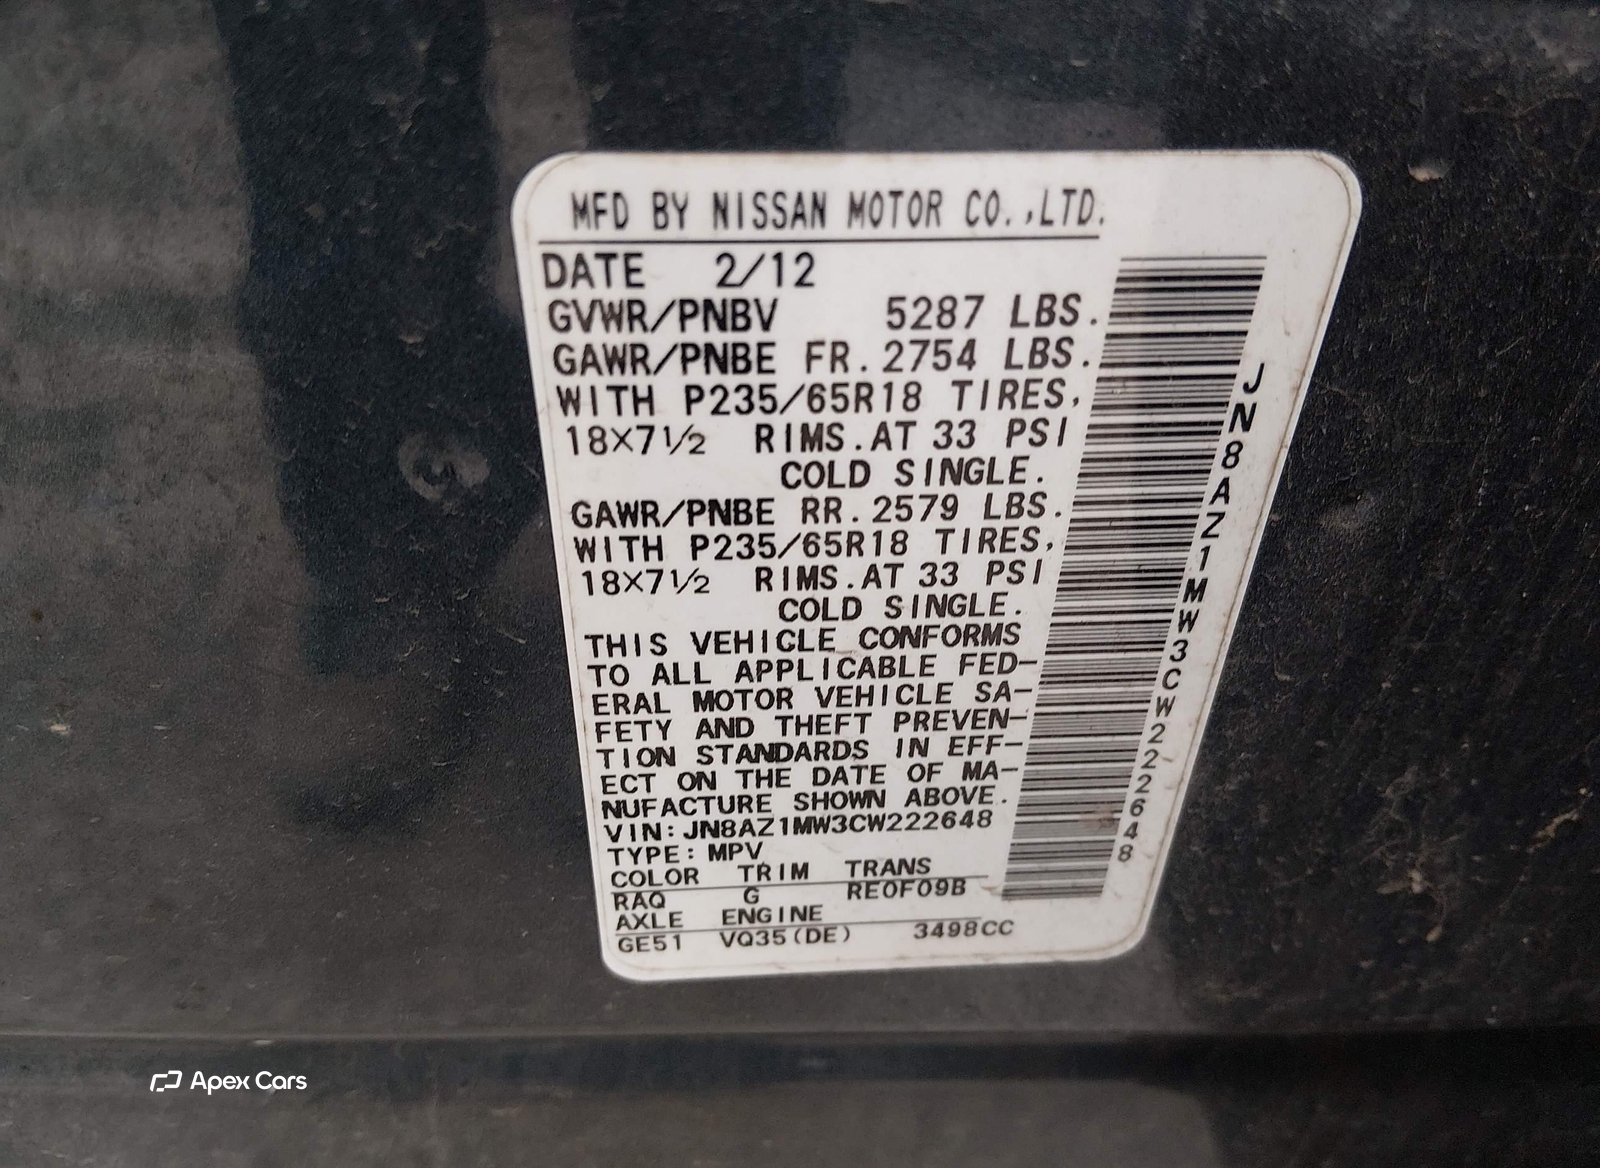 MFD BY NISSAN MOTOR CO.,LTD.
DATE 2/12
GVWR/PNBV 5287 LBS.
GAWR/PNBE FR. 2754 LBS.
WITH P235/65R18 TIRES,
18×7½ RIMS. AT 33 PSI
COLD SINGLE.
GAWR/PNBE RR. 2579 LBS.
WITH P235/65R18 TIRES,
18×7½ RIMS. AT 33 PSI
COLD SINGLE.
THIS VEHICLE CONFORMS
TO ALL APPLICABLE FED-
ERAL MOTOR VEHICLE SA-
FETY AND THEFT PREVEN-
TION STANDARDS IN EFF-
ECT ON THE DATE OF MA-
NUFACTURE SHOWN ABOVE.
VIN: JN8AZ1MW3CW222648
TYPE: MPV
COLOR TRIM TRANS
RAQ G RE0F09B
AXLE ENGINE
GE51 VQ35(DE) 3498CC
JN8AZ1MW3CW222648
Apex Cars